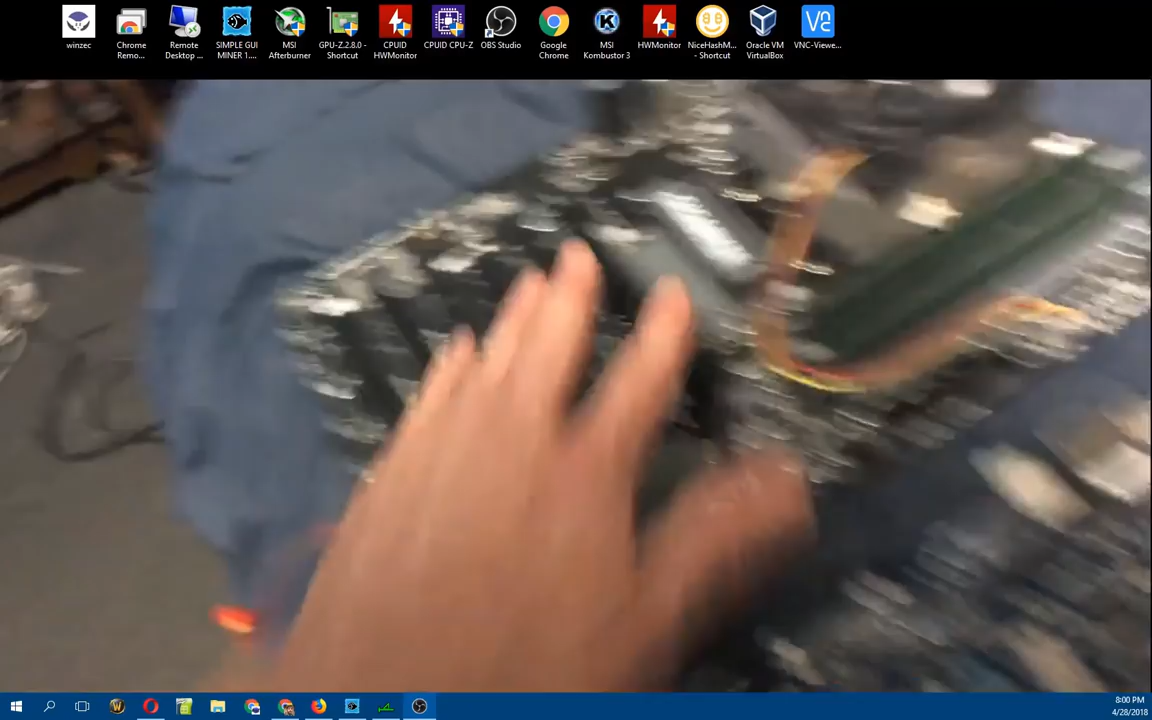 winzec
Chrome
Remo...
Remote
Desktop ...
SIMPLE GUI
MINER 1....
MSI
Afterburner
GPU-Z.2.8.0 -
Shortcut
CPUID
HWMonitor
CPUID CPU-Z
OBS Studio
Google
Chrome
MSI
Kombustor 3
HWMonitor
NiceHashM...
- Shortcut
Oracle VM
VirtualBox
VNC-Viewe...
8:00 PM
4/28/2018